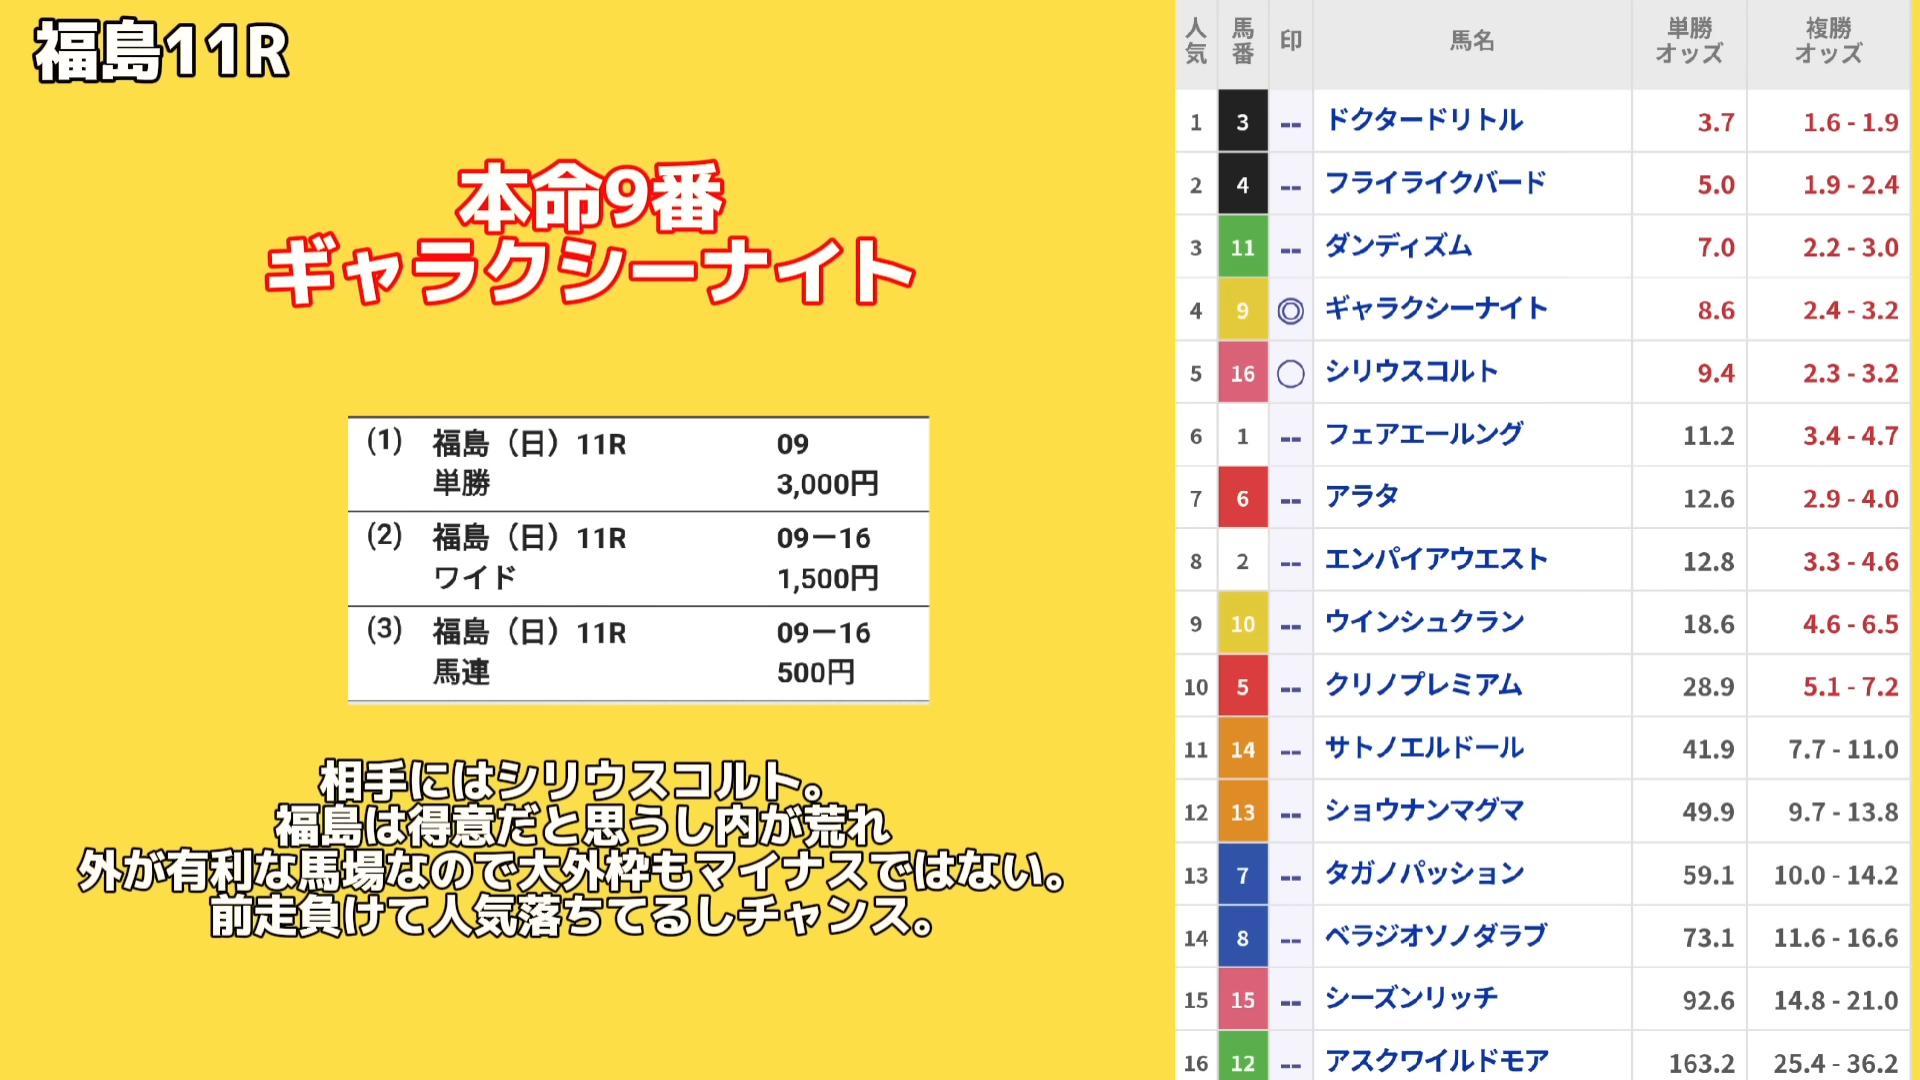 福島11R
本命9番
ギャラクシーナイト
(1) 福島（日）11R 09
単勝 3,000円
(2) 福島（日）11R 09－16
ワイド 1,500円
(3) 福島（日）11R 09－16
馬連 500円
相手にはシリウスコルト。
福島は得意だと思うし内が荒れ
外が有利な馬場なので大外枠もマイナスではない。
前走負けて人気落ちてるしチャンス。
人気 馬番 印 馬名 単勝オッズ 複勝オッズ
1 3 -- ドクタードリトル 3.7 1.6 - 1.9
2 4 -- フライライクバード 5.0 1.9 - 2.4
3 11 -- ダンディズム 7.0 2.2 - 3.0
4 9 ◎ ギャラクシーナイト 8.6 2.4 - 3.2
5 16 ○ シリウスコルト 9.4 2.3 - 3.2
6 1 -- フェアエールング 11.2 3.4 - 4.7
7 6 -- アラタ 12.6 2.9 - 4.0
8 2 -- エンパイアウエスト 12.8 3.3 - 4.6
9 10 -- ウインシュクラン 18.6 4.6 - 6.5
10 5 -- クリノプレミアム 28.9 5.1 - 7.2
11 14 -- サトノエルドール 41.9 7.7 - 11.0
12 13 -- ショウナンマグマ 49.9 9.7 - 13.8
13 7 -- タガノパッション 59.1 10.0 - 14.2
14 8 -- ベラジオソノダラブ 73.1 11.6 - 16.6
15 15 -- シーズンリッチ 92.6 14.8 - 21.0
16 12 -- アスクワイルドモア 163.2 25.4 - 36.2